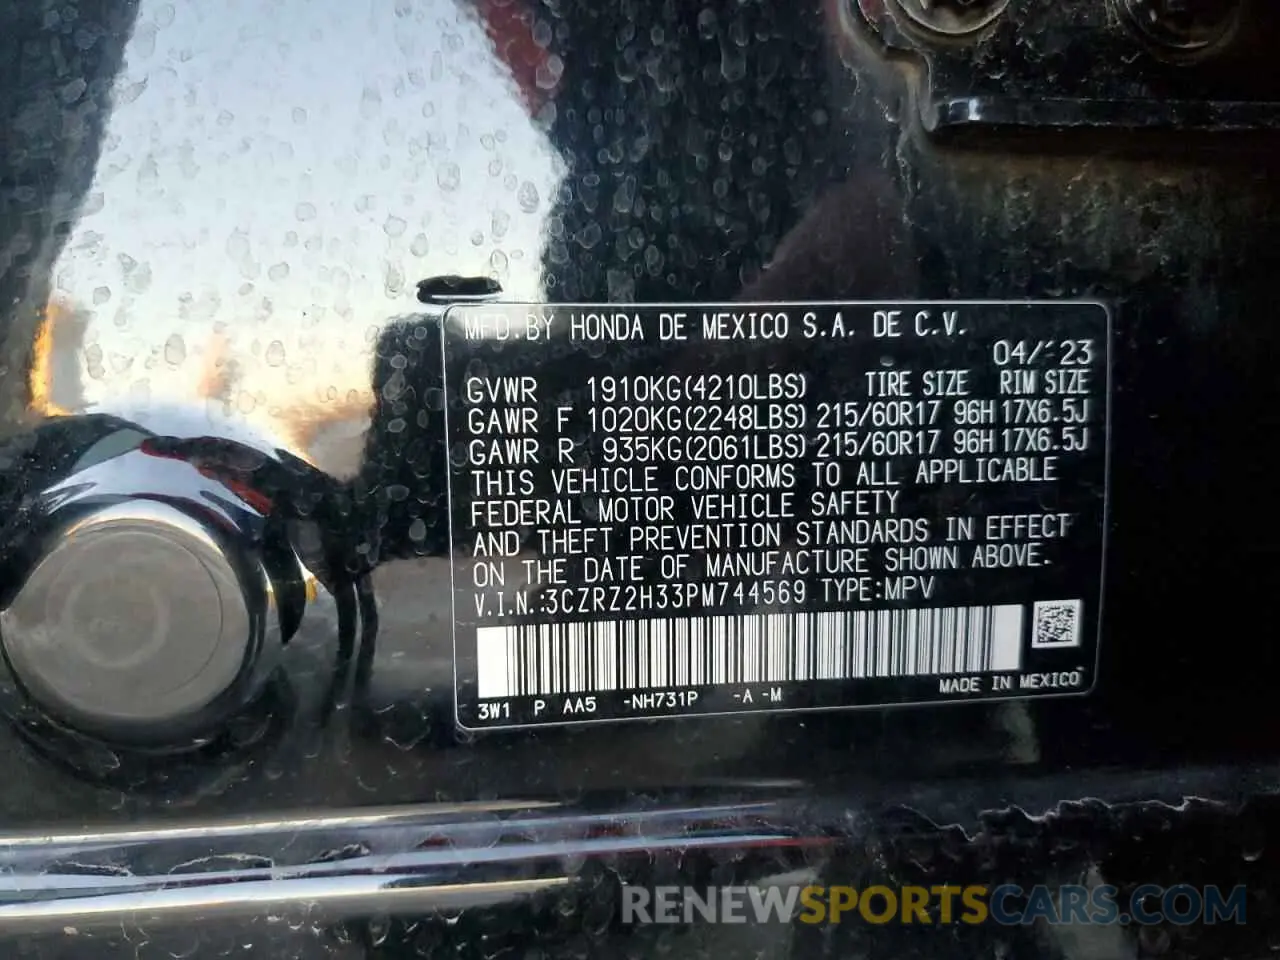 MFD.BY HONDA DE MEXICO S.A. DE C.V.
04/23
GVWR 1910KG(4210LBS) TIRE SIZE RIM SIZE
GAWR F 1020KG(2248LBS) 215/60R17 96H 17X6.5J
GAWR R 935KG(2061LBS) 215/60R17 96H 17X6.5J
THIS VEHICLE CONFORMS TO ALL APPLICABLE
FEDERAL MOTOR VEHICLE SAFETY
AND THEFT PREVENTION STANDARDS IN EFFECT
ON THE DATE OF MANUFACTURE SHOWN ABOVE.
V.I.N.:3CZRZ2H33PM744569 TYPE:MPV
3W1 P AA5 -NH731P -A -M MADE IN MEXICO
RENEWSPORTSCARS.COM